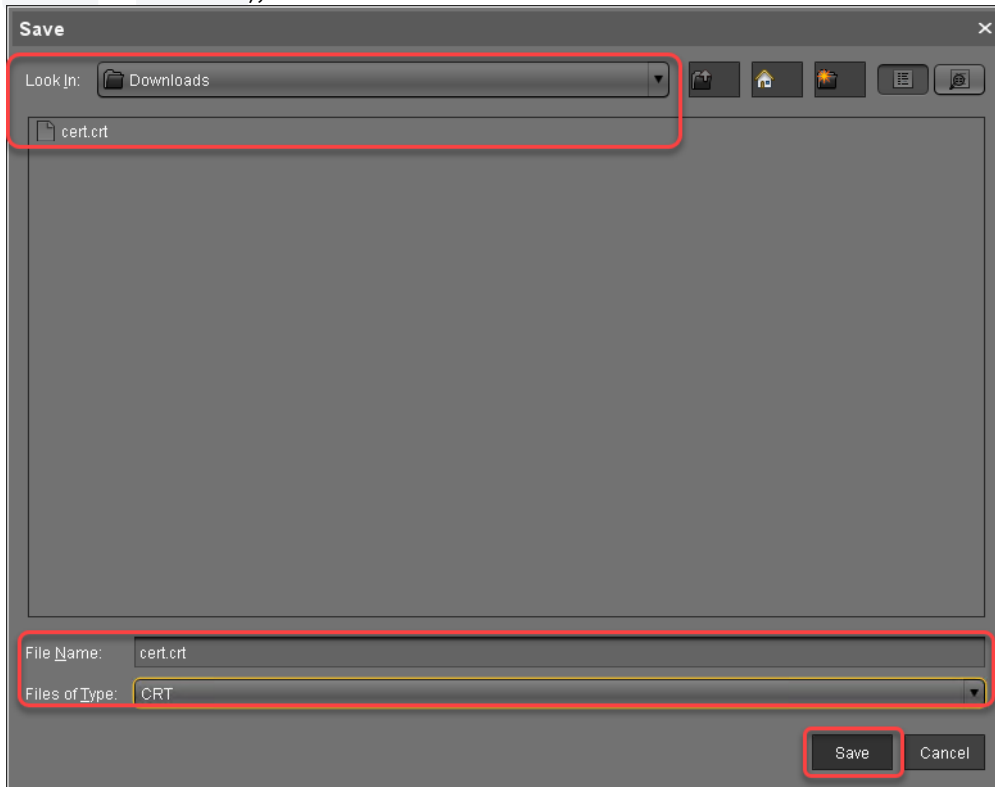 Save
Look In: Downloads
cert.crt
File Name: cert.crt
Files of Type: CRT
Save Cancel